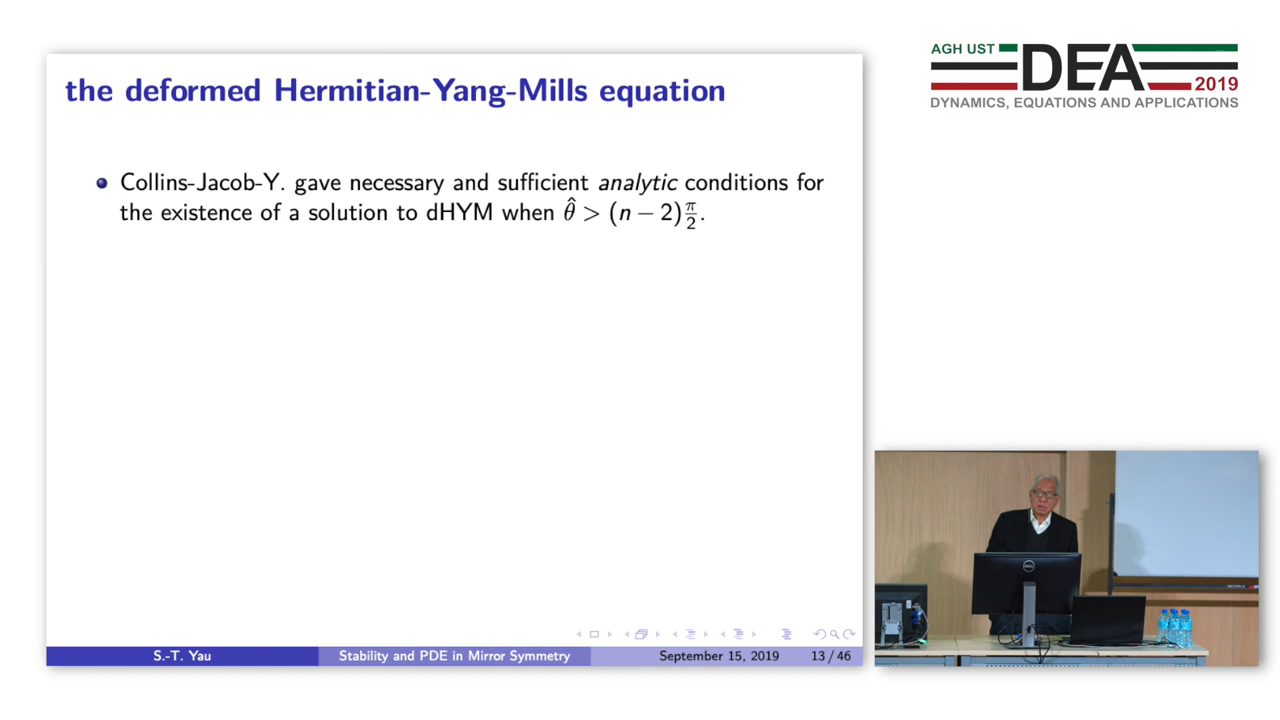 the deformed Hermitian-Yang-Mills equation
Collins-Jacob-Y. gave necessary and sufficient analytic conditions for
the existence of a solution to dHYM when θ̂ > (n − 2)π/2.
S.-T. Yau
Stability and PDE in Mirror Symmetry
September 15, 2019
13 / 46
AGH UST
DEA
2019
DYNAMICS, EQUATIONS AND APPLICATIONS
DELL